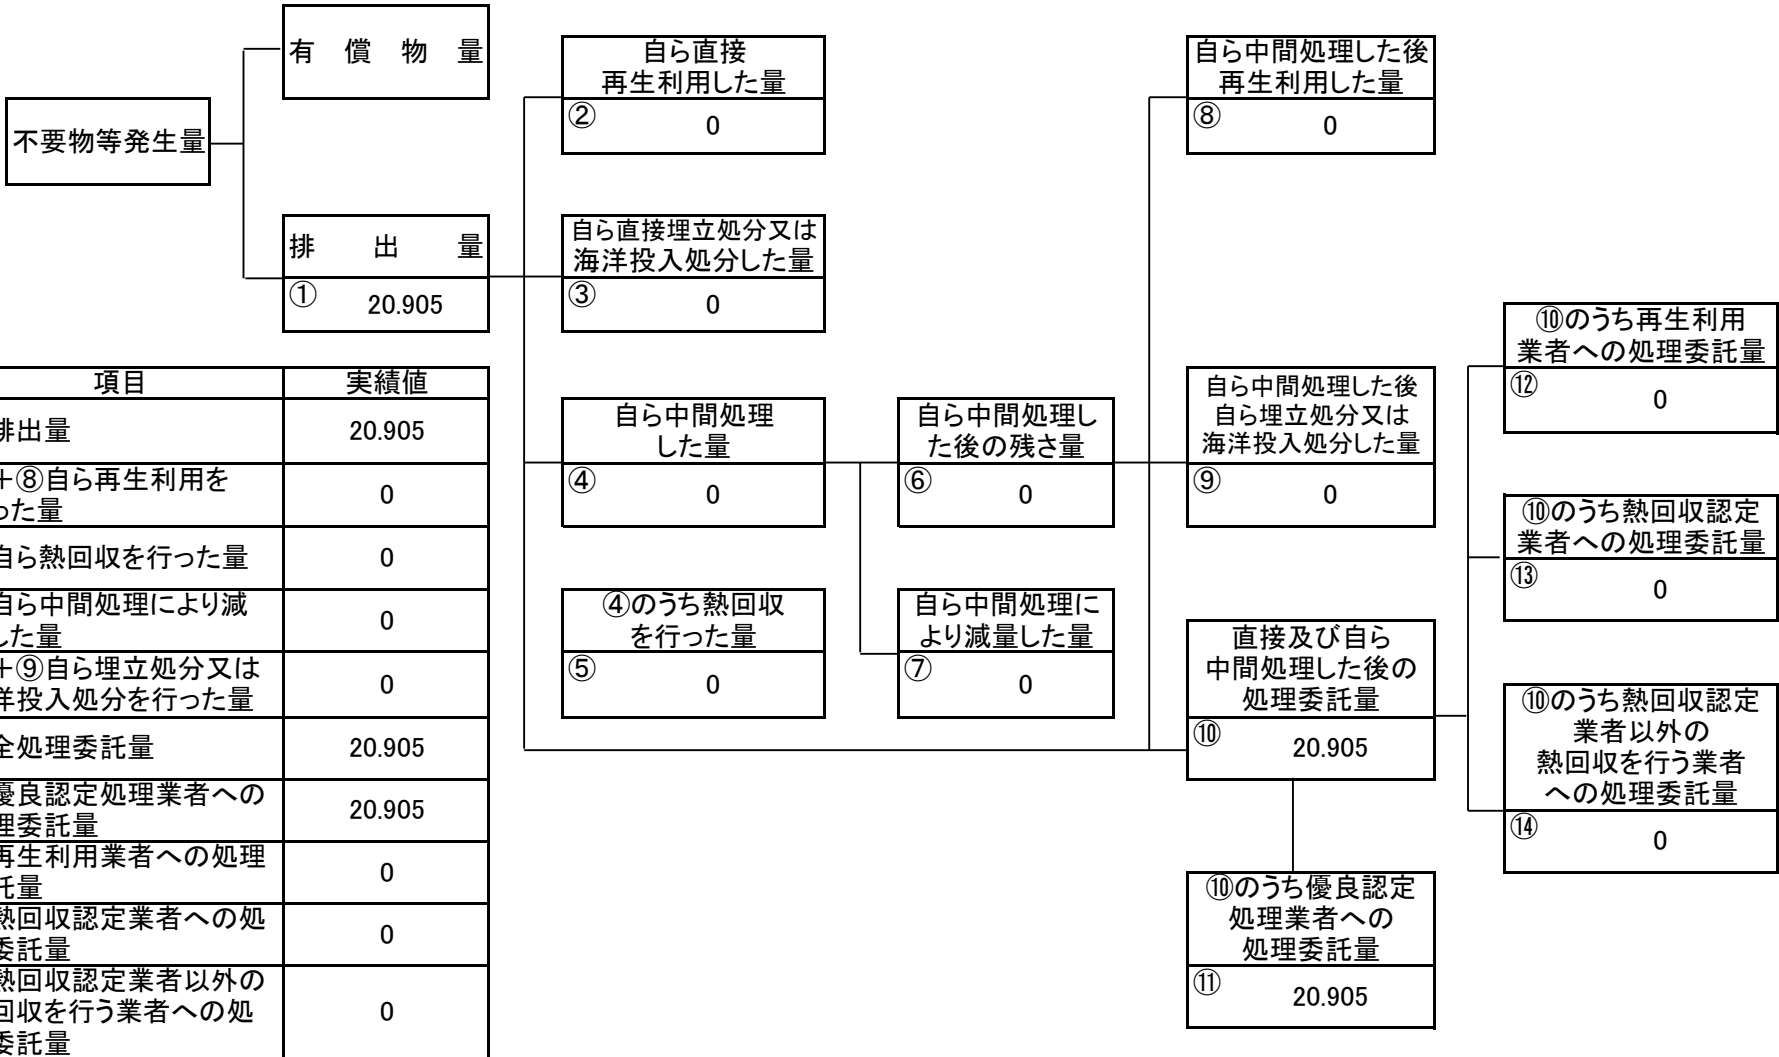 有償物量
不要物等発生量
排出量
①
20.905
自ら直接
再生利用した量
②
0
自ら直接埋立処分又は
海洋投入処分した量
③
0
自ら中間処理
した量
④
0
④のうち熱回収
を行った量
⑤
0
自ら中間処理し
た後の残さ量
⑥
0
自ら中間処理に
より減量した量
⑦
0
自ら中間処理した後
再生利用した量
⑧
0
自ら中間処理した後
自ら埋立処分又は
海洋投入処分した量
⑨
0
直接及び自ら
中間処理した後の
処理委託量
⑩
20.905
⑩のうち優良認定
処理業者への
処理委託量
⑪
20.905
⑩のうち再生利用
業者への処理委託量
⑫
0
⑩のうち熱回収認定
業者への処理委託量
⑬
0
⑩のうち熱回収認定
業者以外の
熱回収を行う業者
への処理委託量
⑭
0
項目
実績値
排出量
20.905
+⑧自ら再生利用を
った量
0
自ら熱回収を行った量
0
自ら中間処理により減
した量
0
+⑨自ら埋立処分又は
洋投入処分を行った量
0
全処理委託量
20.905
優良認定処理業者への
理委託量
20.905
再生利用業者への処理
託量
0
熱回収認定業者への処
委託量
0
熱回収認定業者以外の
回収を行う業者への処
委託量
0